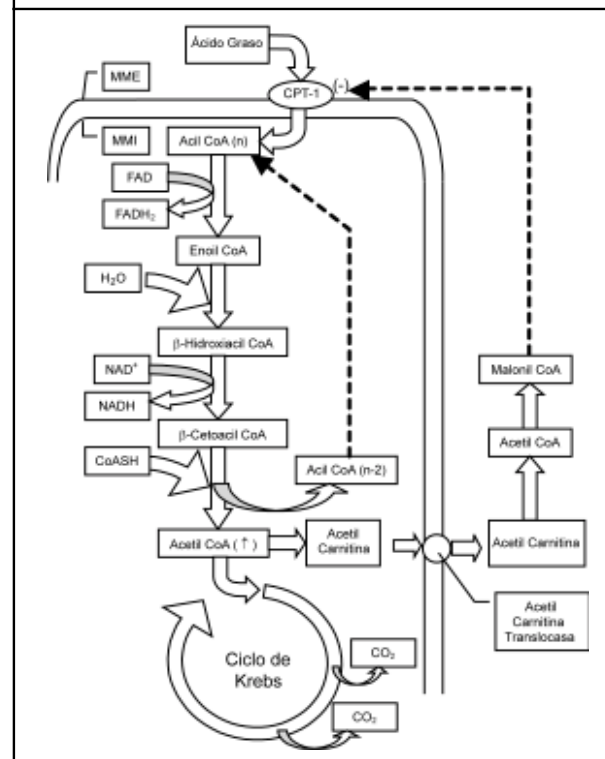 Ácido Graso
MME
CPT-1
(-)
MMI
Acil CoA (n)
FAD
FADH₂
Enoil CoA
H₂O
β-Hidroxiacil CoA
NAD⁺
Malonil CoA
NADH
β-Cetoacil CoA
Acetil CoA
CoASH
Acil CoA (n-2)
Acetil CoA (↑)
Acetil
Carnitina
Acetil Carnitina
Acetil
Carnitina
Translocasa
Ciclo de
Krebs
CO₂
CO₂